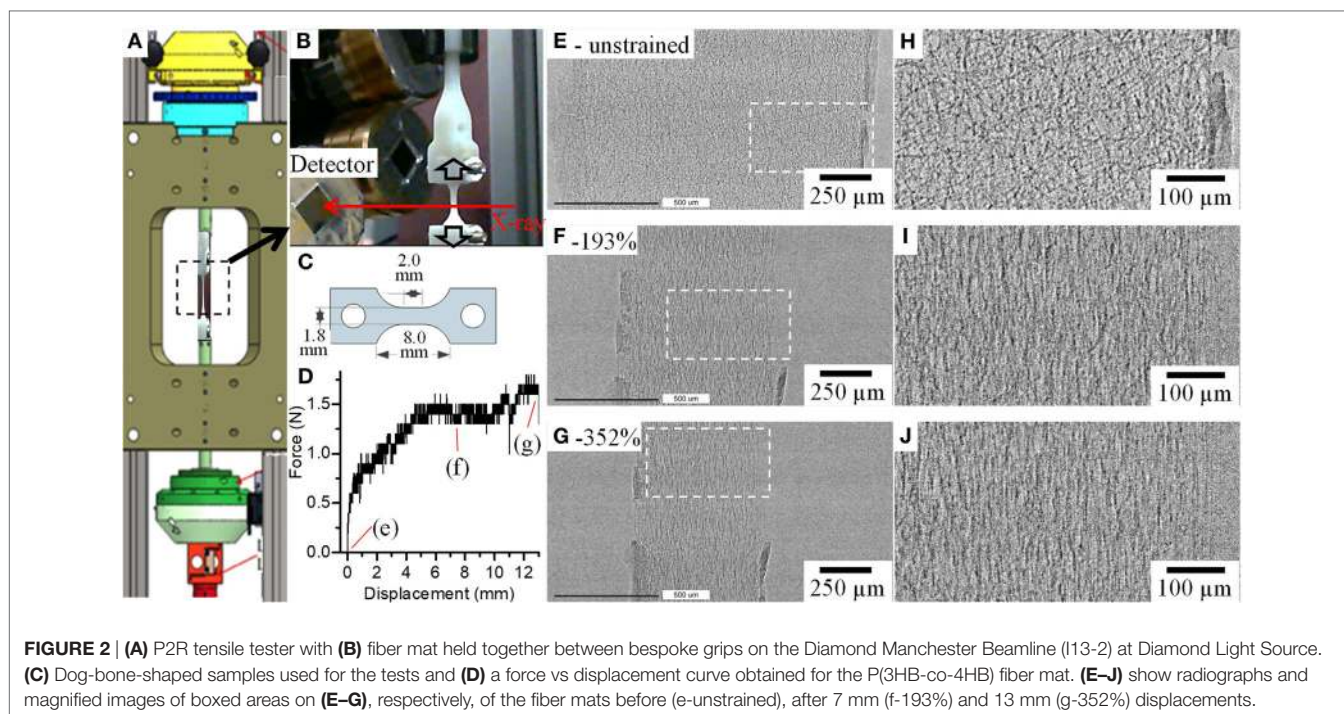 A
B
Detector
X-ray
C
2.0
mm
1.8
mm
8.0
mm
D
Force (N)
1.5
1.0
0.5
0.0
(e)
(f)
(g)
0 2 4 6 8 10 12
Displacement (mm)
E - unstrained
500 µm
250 µm
F -193%
500 µm
250 µm
G -352%
500 µm
250 µm
H
100 µm
I
100 µm
J
100 µm
FIGURE 2 | (A) P2R tensile tester with (B) fiber mat held together between bespoke grips on the Diamond Manchester Beamline (I13-2) at Diamond Light Source.
(C) Dog-bone-shaped samples used for the tests and (D) a force vs displacement curve obtained for the P(3HB-co-4HB) fiber mat. (E–J) show radiographs and
magnified images of boxed areas on (E–G), respectively, of the fiber mats before (e-unstrained), after 7 mm (f-193%) and 13 mm (g-352%) displacements.